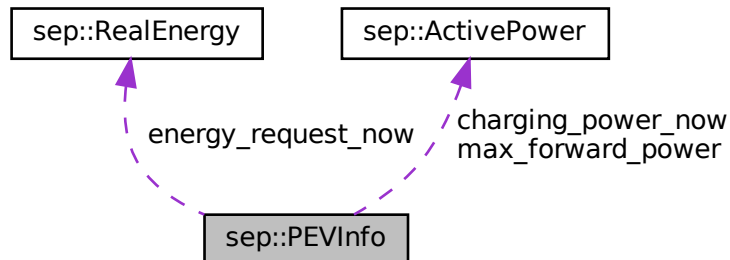 sep::RealEnergy
sep::ActivePower
energy_request_now
charging_power_now
max_forward_power
sep::PEVInfo